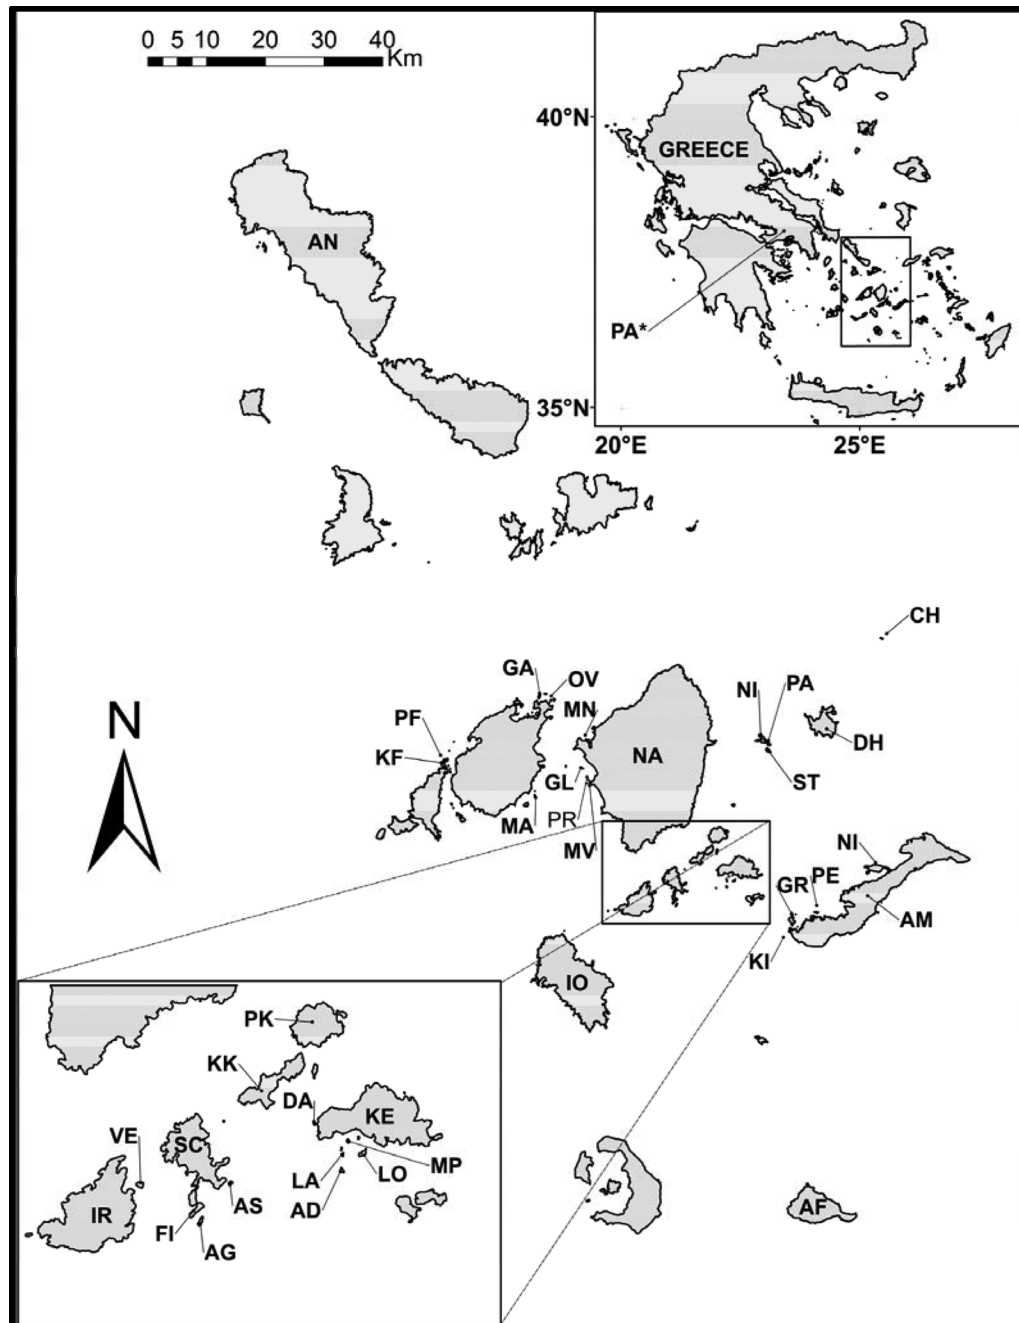 0 5 10 20 30 40
Km
40°N
GREECE
AN
PA*
35°N
20°E 25°E
CH
GA
OV
NI PA
MN
PF
KF
NA
DH
GL
ST
MA
PR
MV
NI
GR PE
AM
KI
IO
N
PK
KK
DA
KE
VE
SC
MP
LA
LO
AS
IR
AD
FI
AG
AF